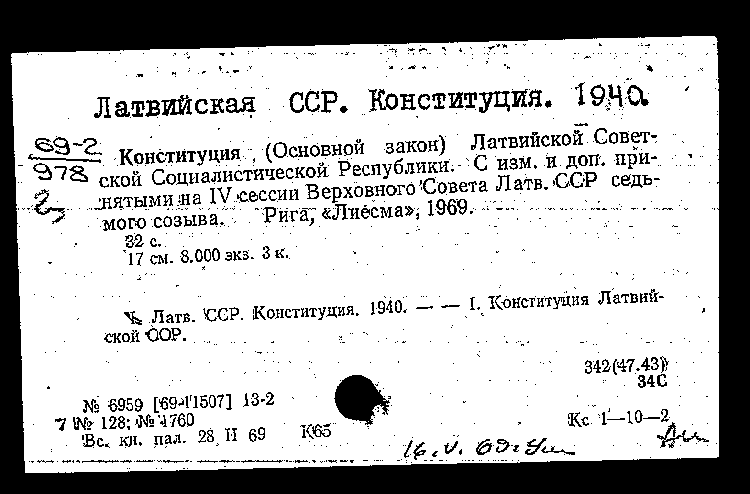 Латвийская ССР. Конституция. 1940.
69-2
978
Конституция (Основной закон) Латвийской Совет-
ской Социалистической Республики. С изм. и доп. при-
нятыми на IV сессии Верховного Совета Латв. ССР седь-
мого созыва. Рига, «Лиесма», 1969.
32 с.
17 см. 8.000 экз. 3 к.
Латв. ССР. Конституция. 1940. — — I. Конституция Латвий-
ской ССР.
342(47.43)
34С
№ 6959 [69-11507] 13-2
7 № 128; № 1760
Вс. кн. пал. 28 II 69 К65
Кс 1—10—2
16.V.69.